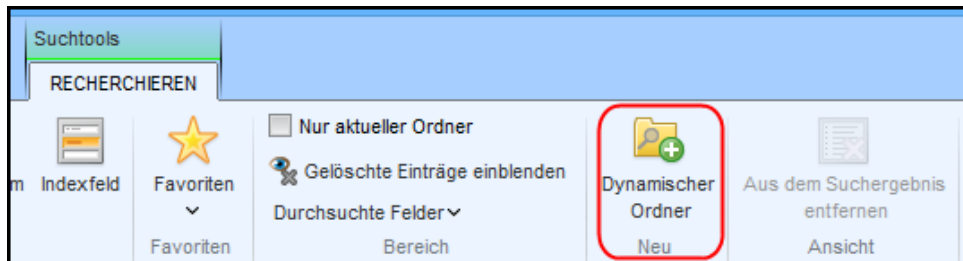 Suchtools
RECHERCHIEREN
m Indexfeld
Favoriten
Favoriten
Nur aktueller Ordner
Gelöschte Einträge einblenden
Durchsuchte Felder
Bereich
Dynamischer
Ordner
Neu
Aus dem Suchergebnis
entfernen
Ansicht